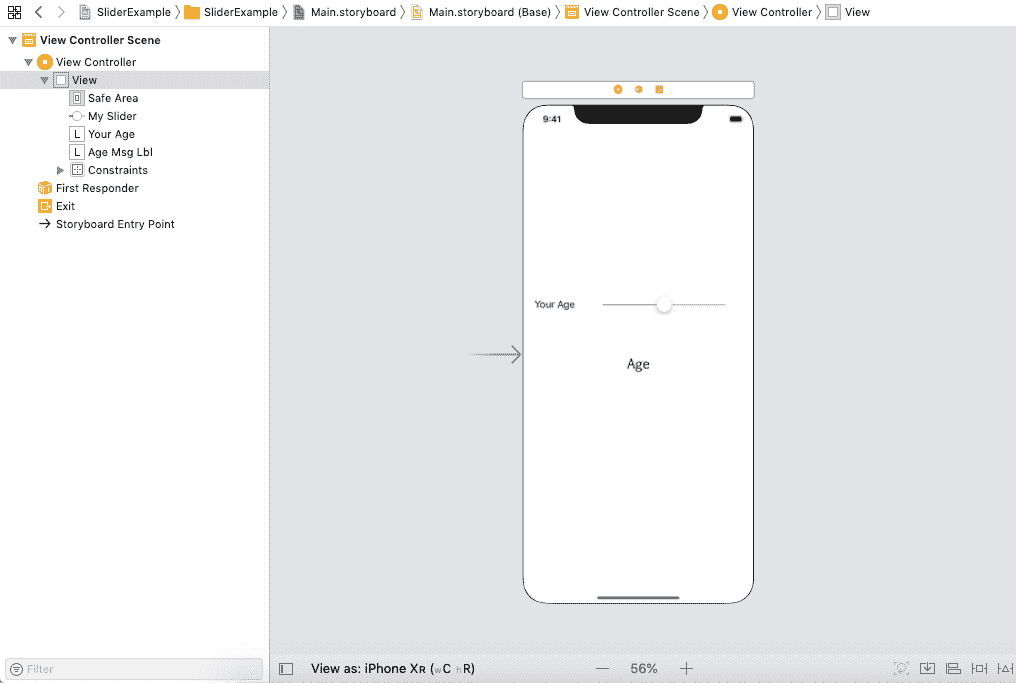 SliderExample SliderExample Main.storyboard Main.storyboard (Base) View Controller Scene View Controller View
View Controller Scene
View Controller
View
Safe Area
My Slider
L Your Age
L Age Msg Lbl
Constraints
First Responder
Exit
Storyboard Entry Point
9:41
Your Age
Age
Filter
View as: iPhone XR (wC hR)
56%